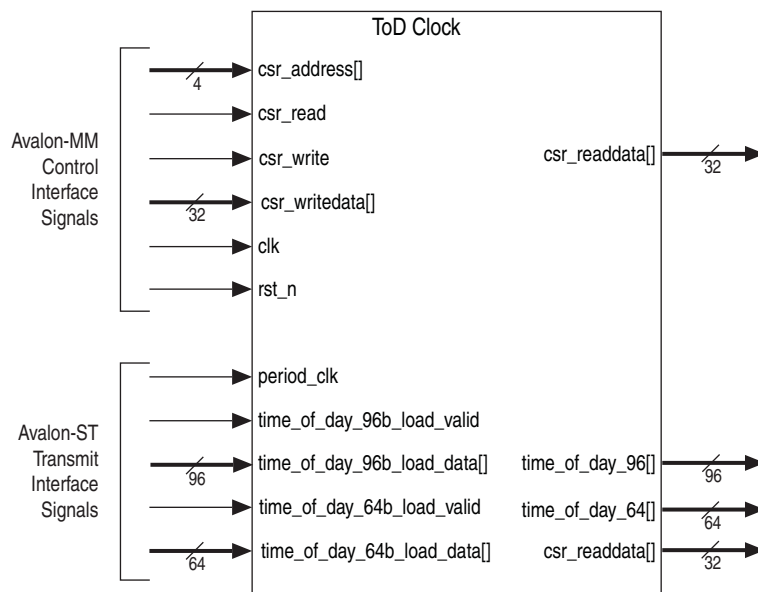 ToD Clock
Avalon-MM
Control
Interface
Signals
csr_address[]
4
csr_read
csr_write
csr_writedata[]
32
clk
rst_n
csr_readdata[]
32
Avalon-ST
Transmit
Interface
Signals
period_clk
time_of_day_96b_load_valid
time_of_day_96b_load_data[]
96
time_of_day_64b_load_valid
time_of_day_64b_load_data[]
64
time_of_day_96[]
96
time_of_day_64[]
64
csr_readdata[]
32